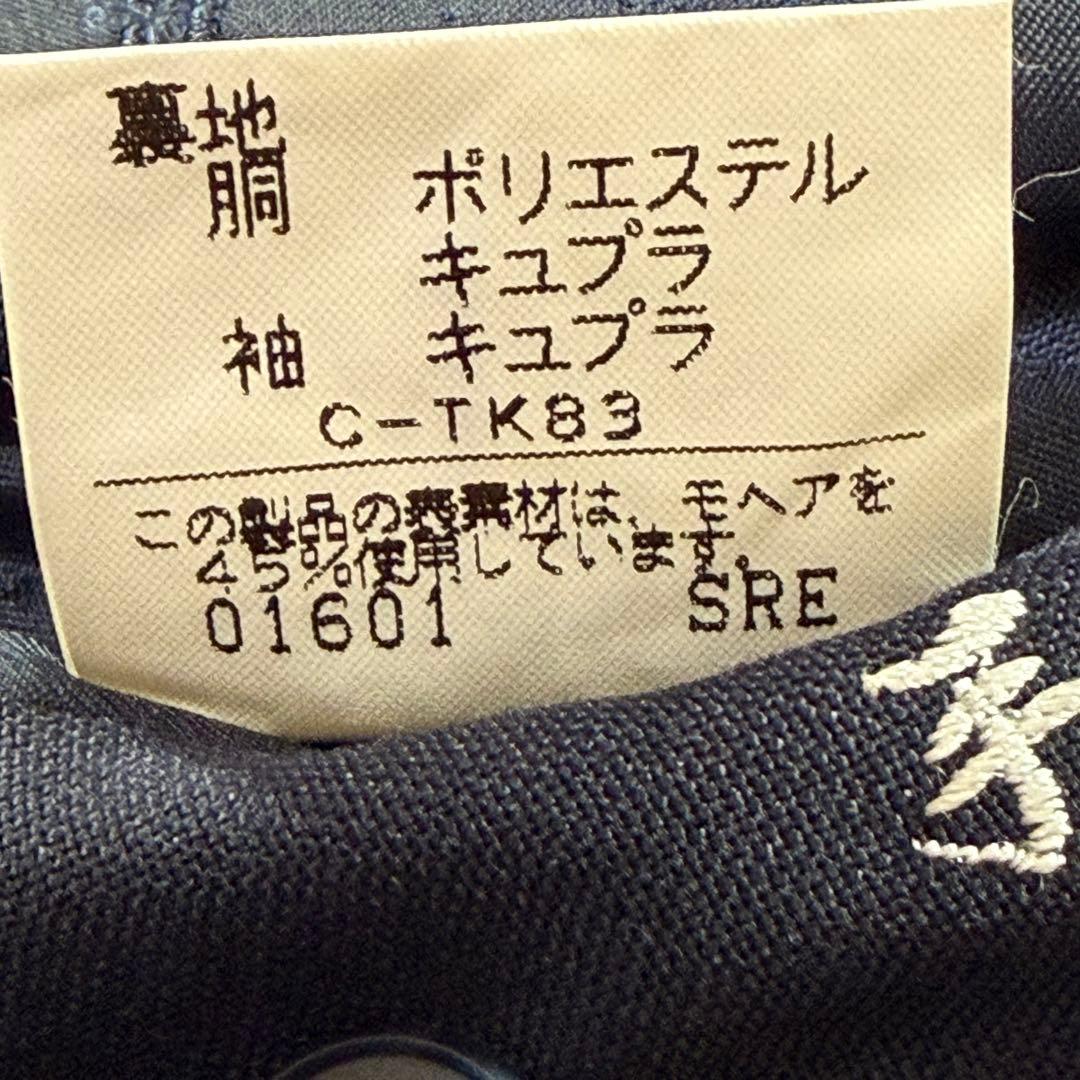 裏地
胴 ポリエステル
キュプラ
袖 キュプラ
C-TK83
この製品の表素材は、モヘアを
45%使用しています。
01601 SRE